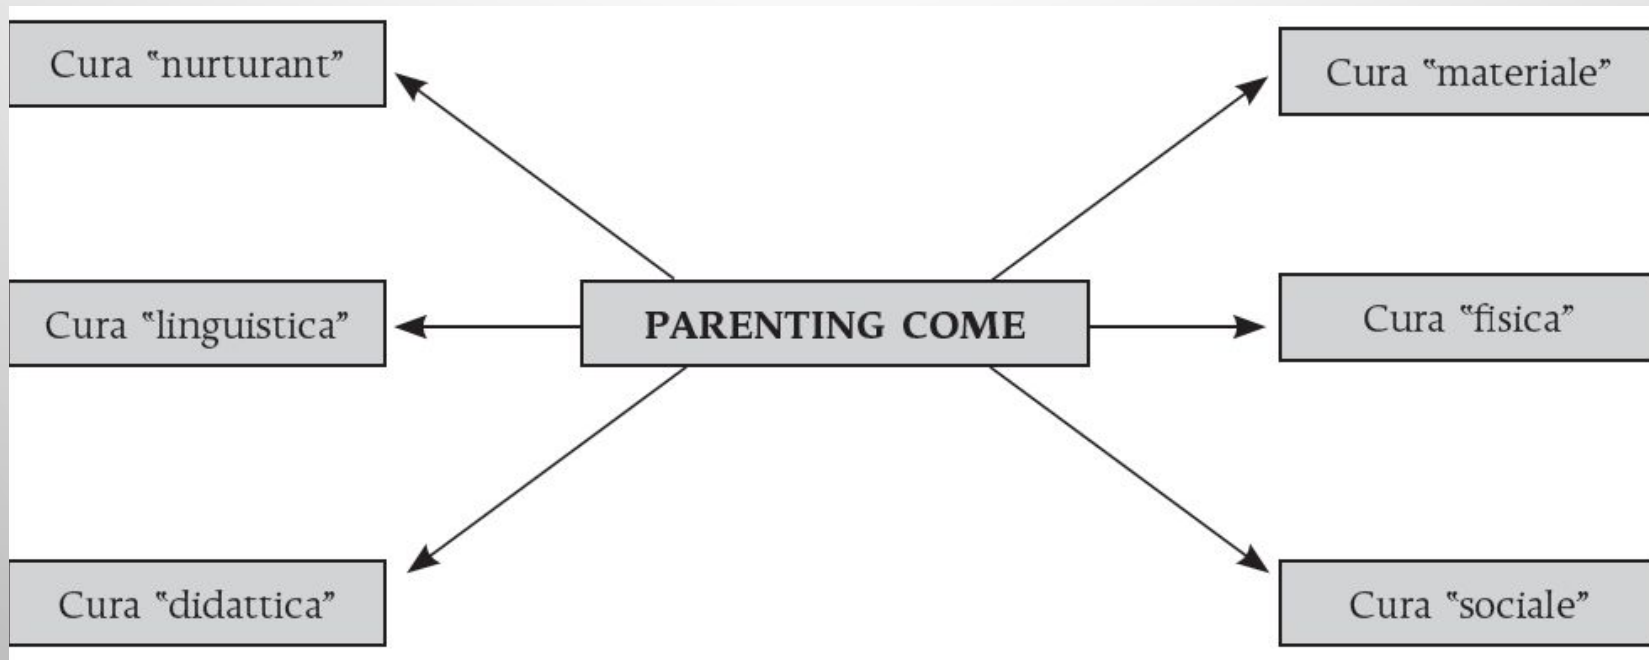 Cura “nurturant”
Cura “materiale”
Cura “linguistica”
PARENTING COME
Cura “fisica”
Cura “didattica”
Cura “sociale”